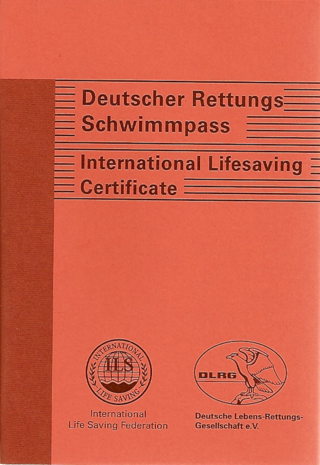 Deutscher Rettungs
Schwimmpass
International Lifesaving
Certificate
INTERNATIONAL
ILS
LIFE SAVING
DLRG
International
Life Saving Federation
Deutsche Lebens-Rettungs-
Gesellschaft e.V.